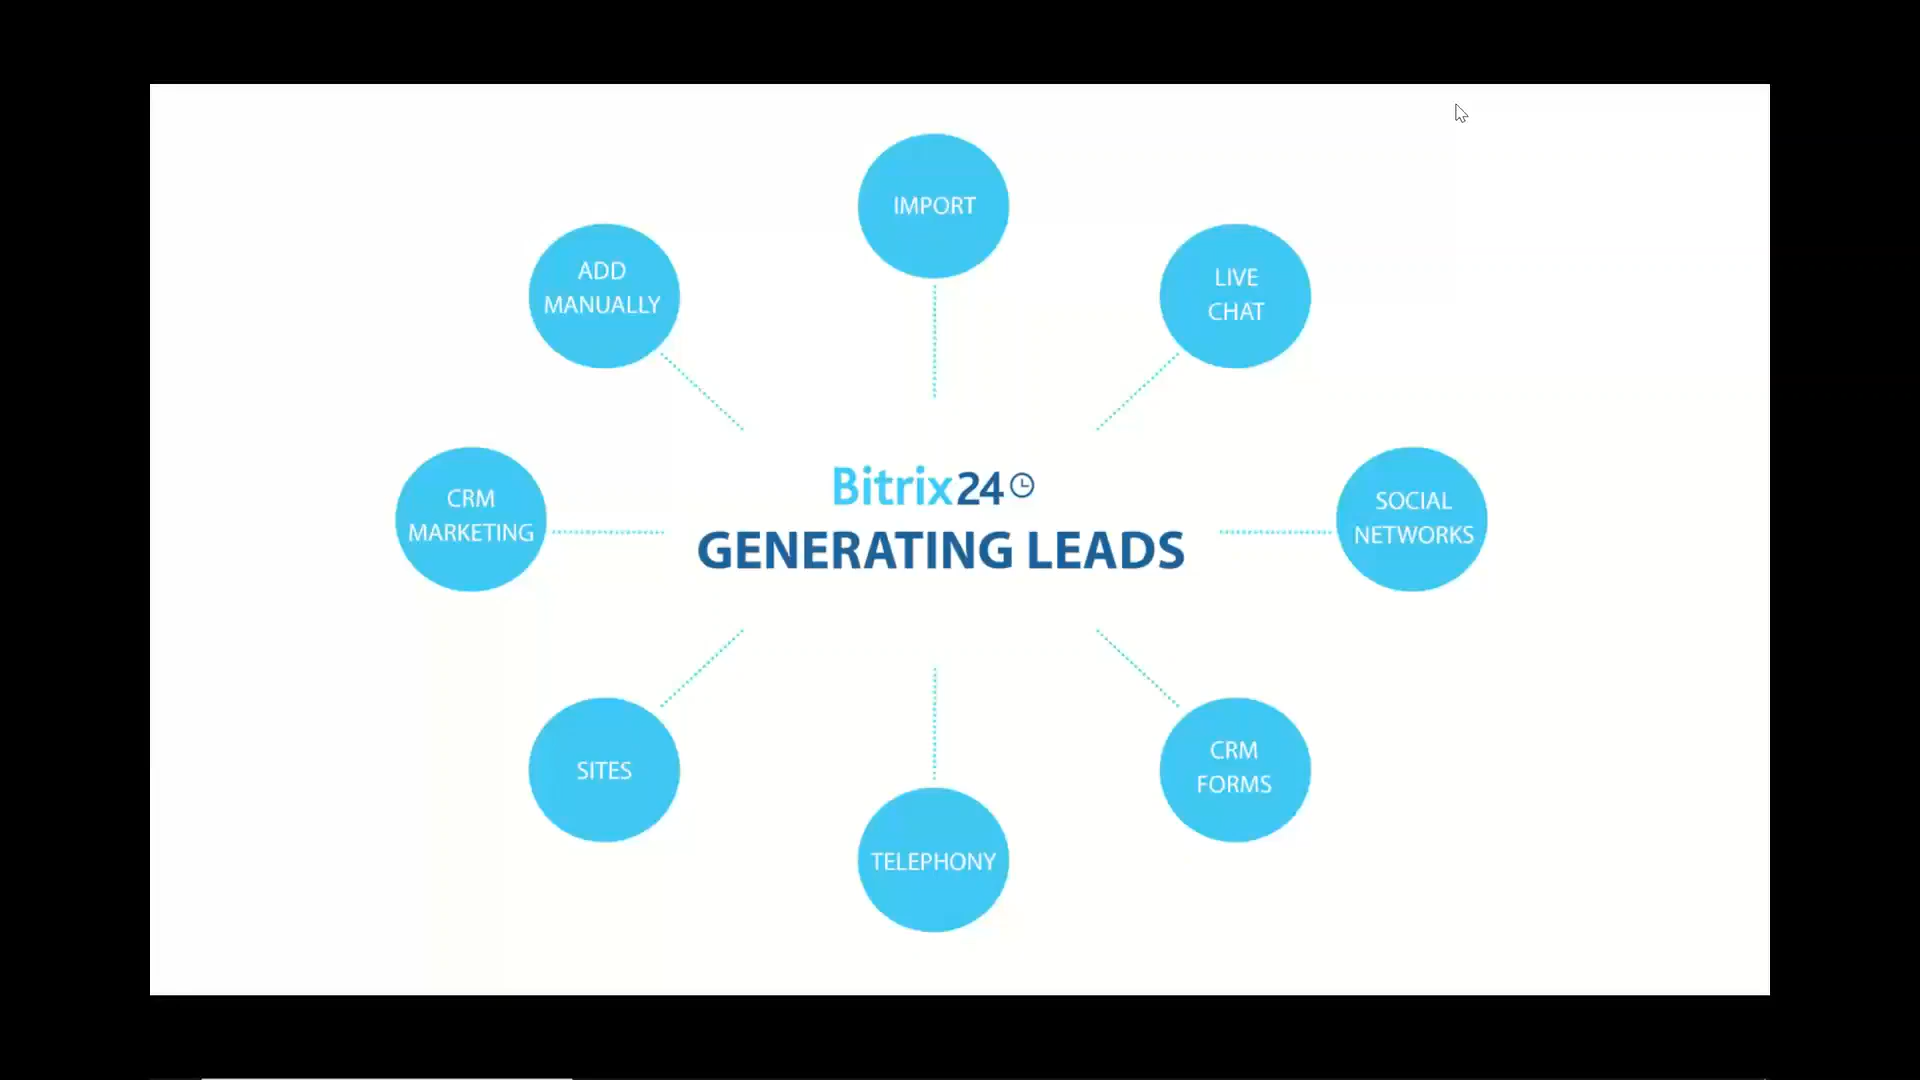 IMPORT
ADD
MANUALLY
LIVE
CHAT
CRM
MARKETING
Bitrix24
GENERATING LEADS
SOCIAL
NETWORKS
SITES
CRM
FORMS
TELEPHONY